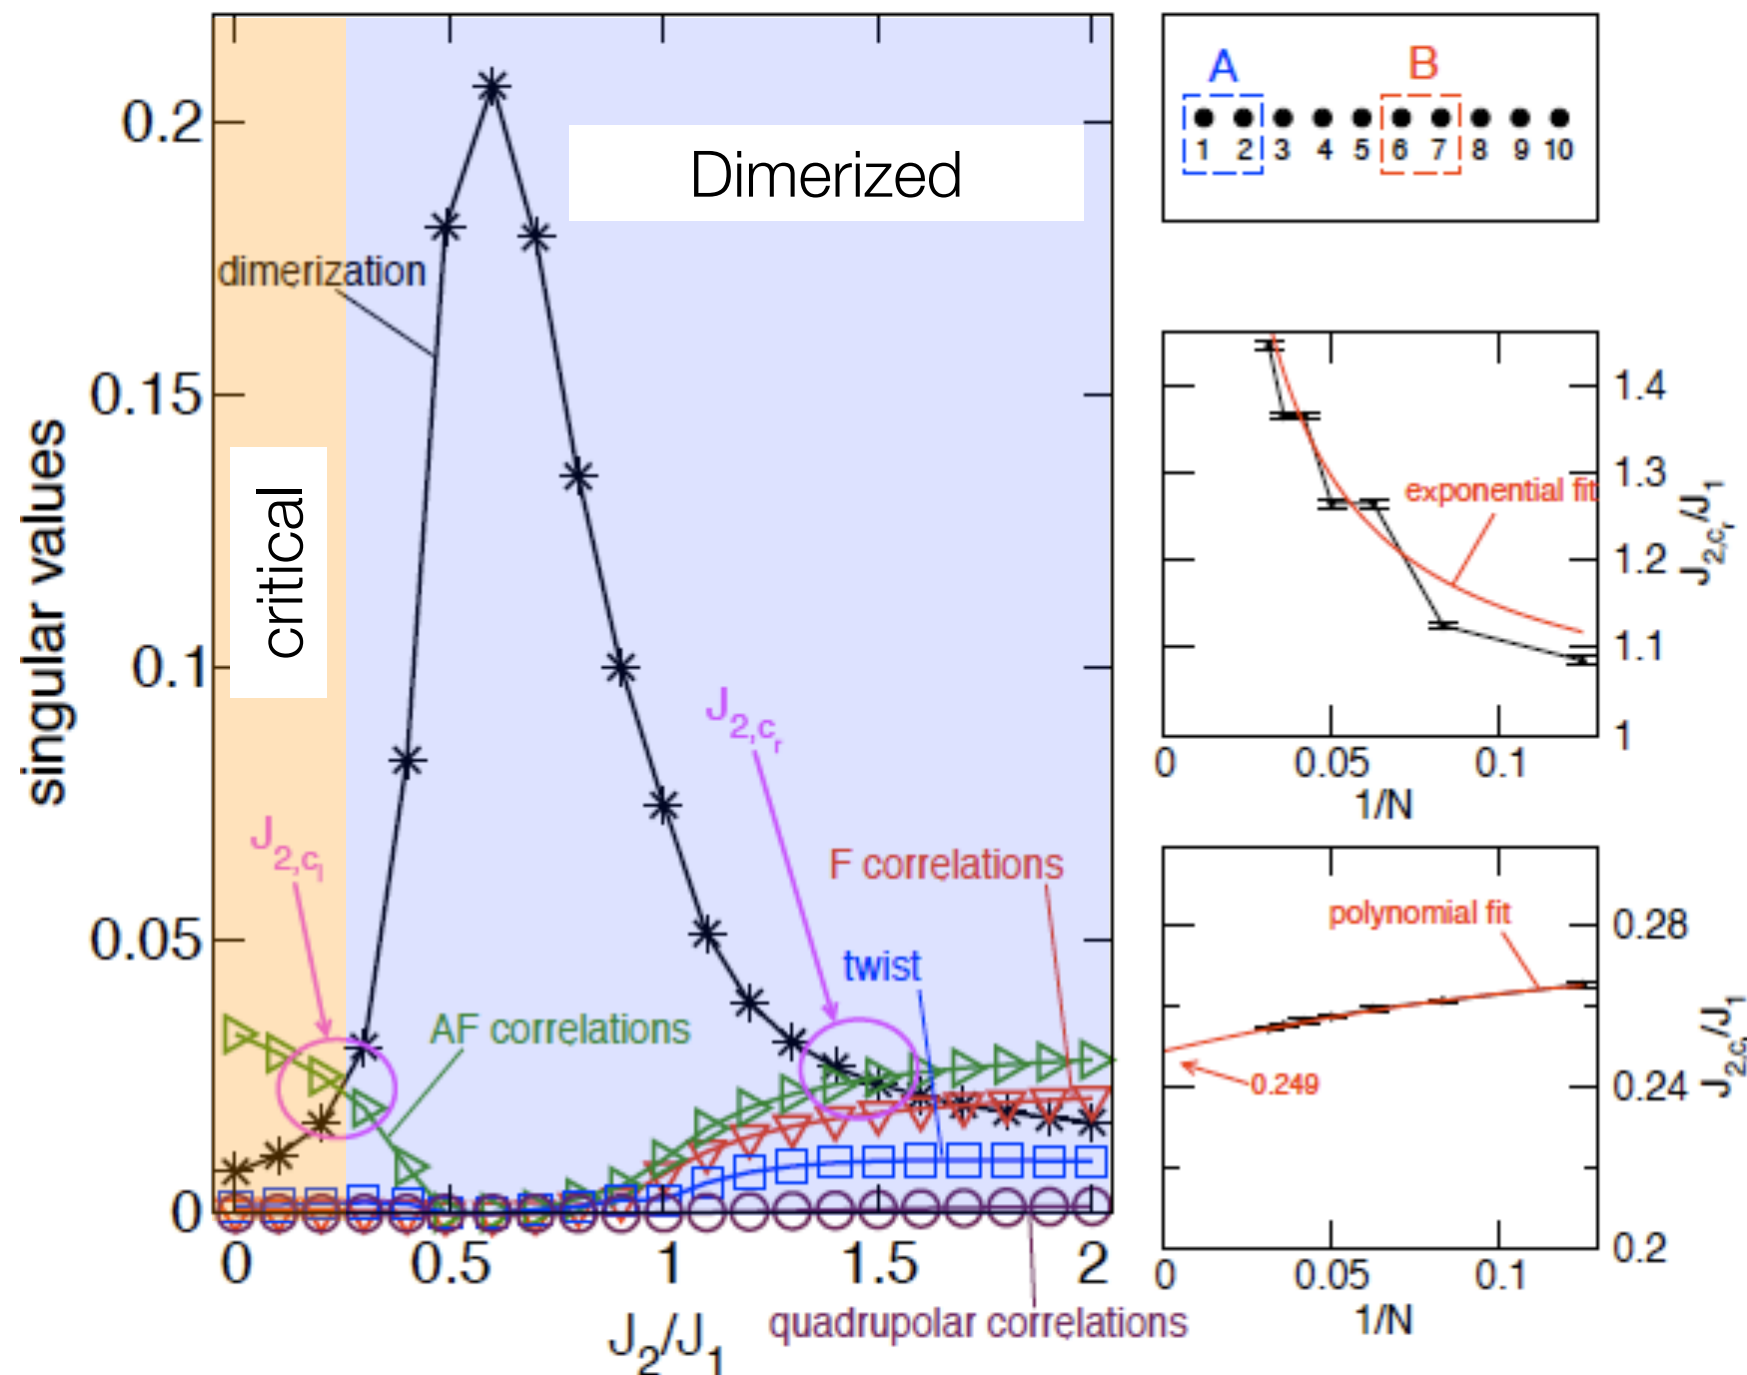 singular values
0.2
0.15
0.1
0.05
0
0
0.5
1
1.5
2
J2/J1
critical
Dimerized
dimerization
J2,cl
J2,cr
AF correlations
F correlations
twist
quadrupolar correlations
A
B
1 2 3 4 5 6 7 8 9 10
exponential fit
1.4
1.3
1.2
1.1
1
J2,cr/J1
0 0.05 0.1
1/N
polynomial fit
0.249
0.28
0.24
0.2
J2,cl/J1
0 0.05 0.1
1/N